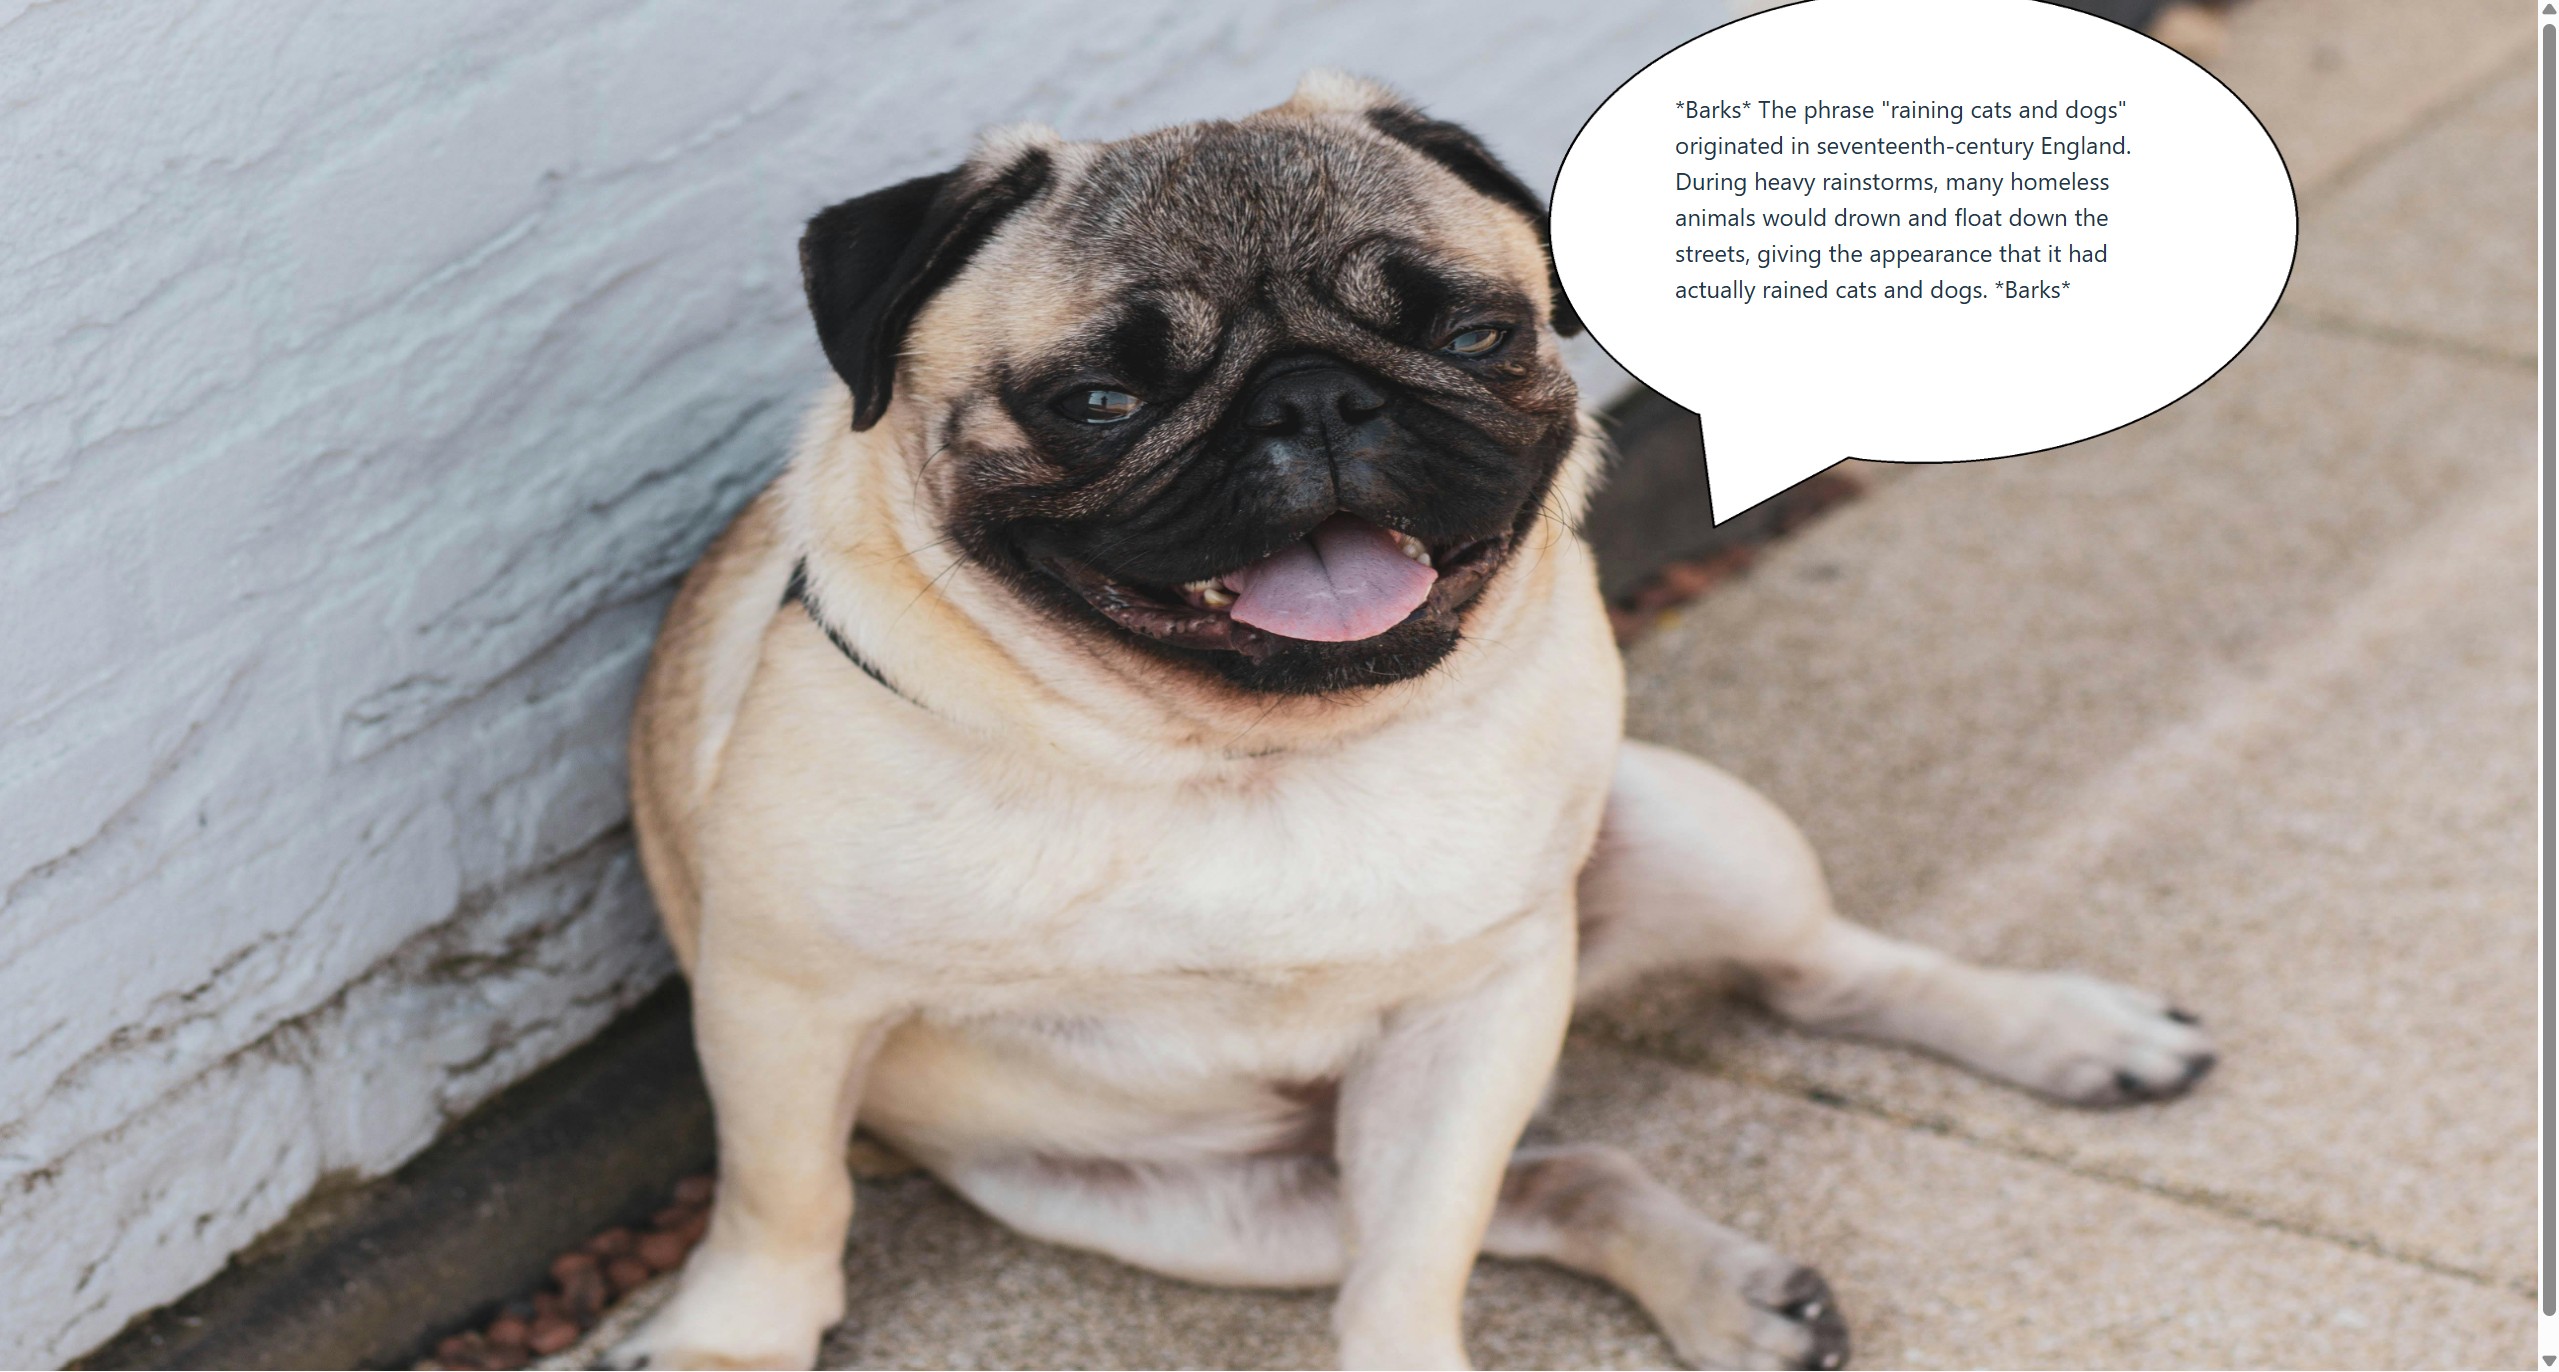 *Barks* The phrase "raining cats and dogs"
originated in seventeenth-century England.
During heavy rainstorms, many homeless
animals would drown and float down the
streets, giving the appearance that it had
actually rained cats and dogs. *Barks*